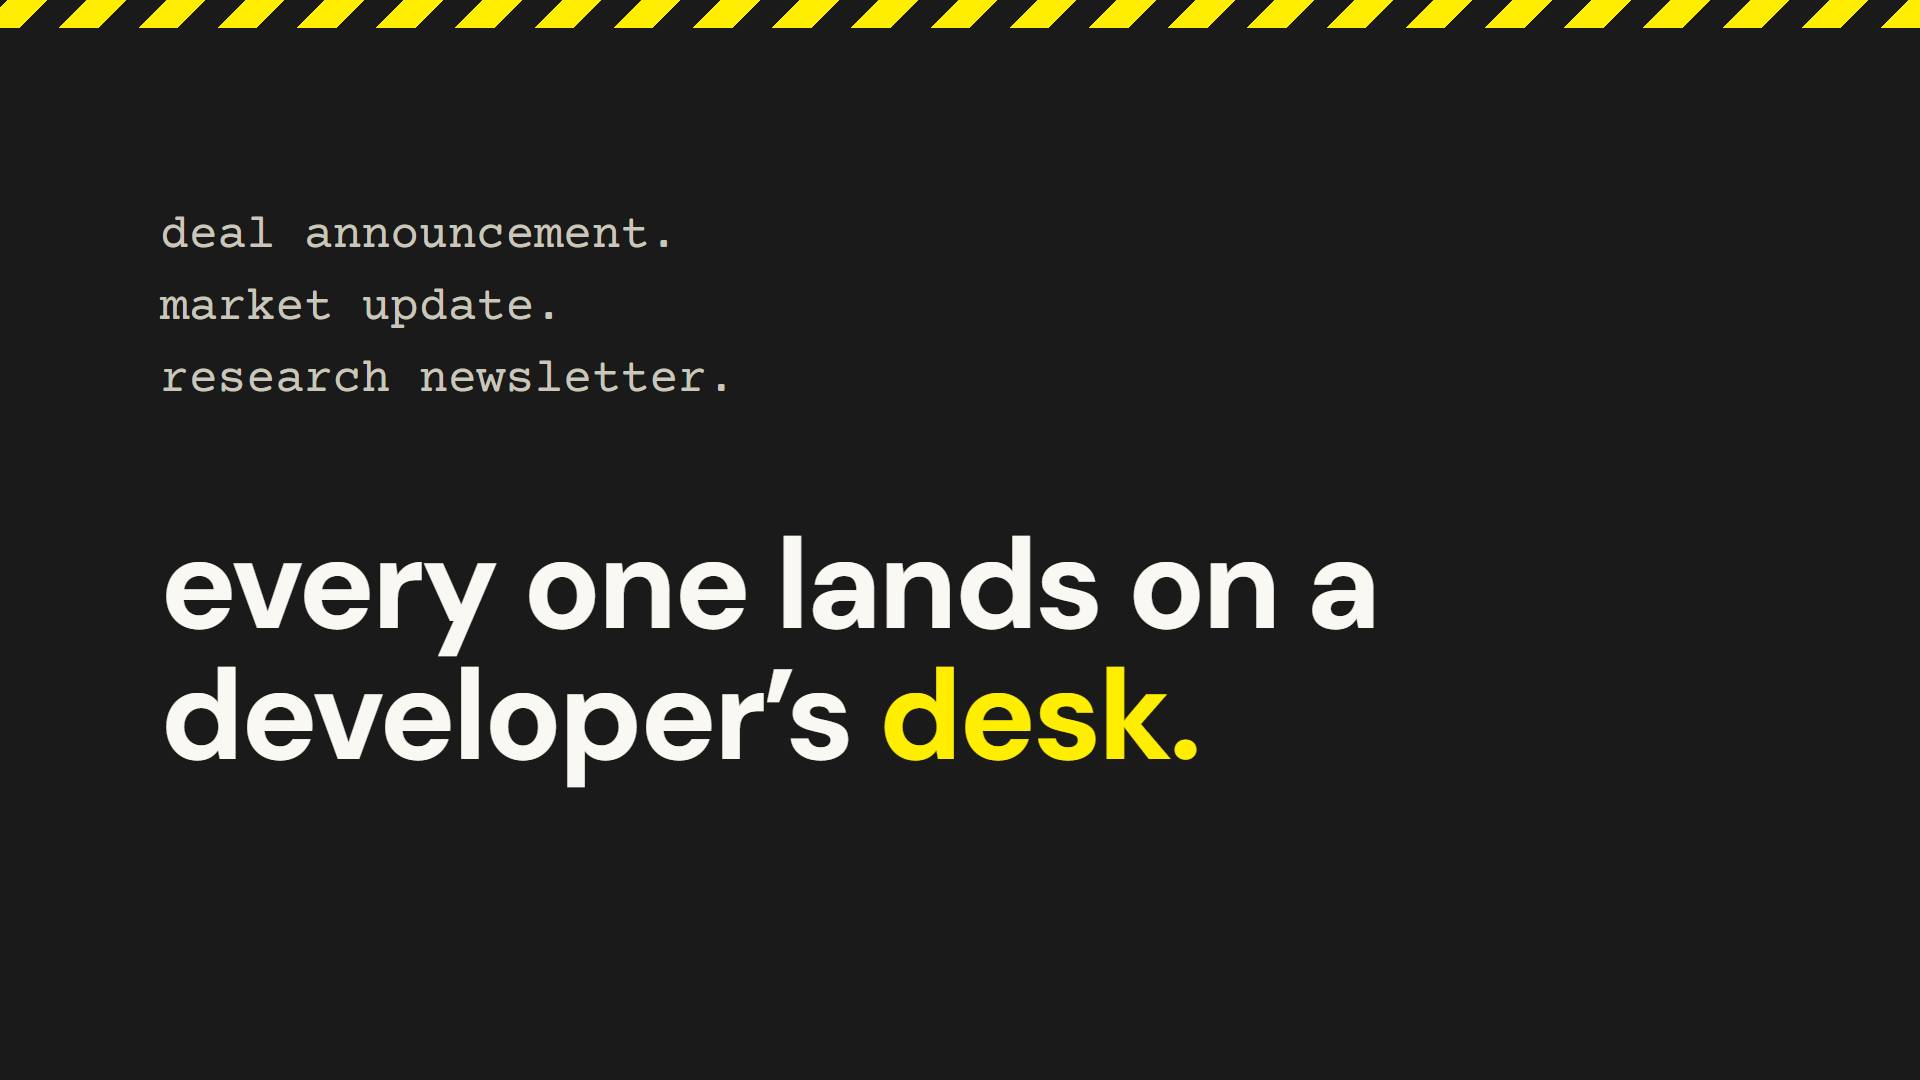 deal announcement.
market update.
research newsletter.
every one lands on a
developer’s desk.